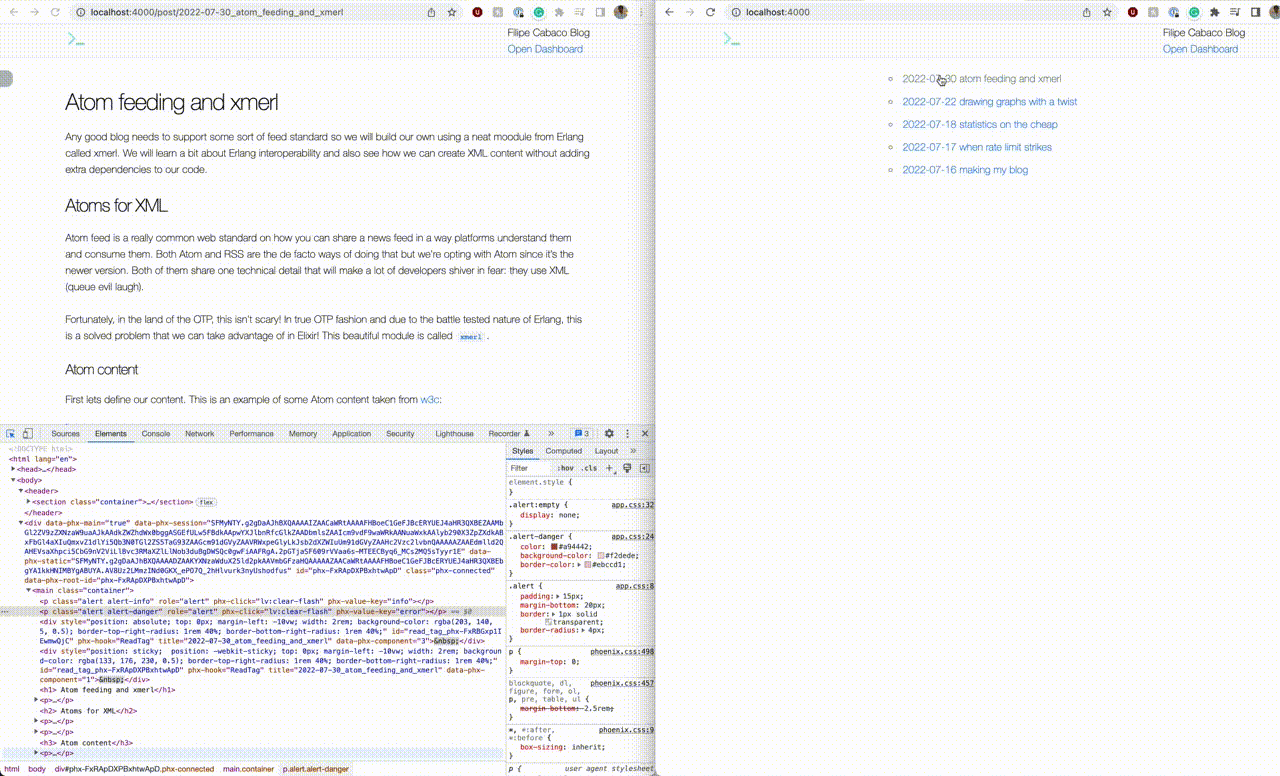 localhost:4000/post/2022-07-30_atom_feeding_and_xmerl
>_
Filipe Cabaco Blog
Open Dashboard
Atom feeding and xmerl
Any good blog needs to support some sort of feed standard so we will build our own using a neat moodule from Erlang
called xmerl. We will learn a bit about Erlang interoperability and also see how we can create XML content without adding
extra dependencies to our code.
Atoms for XML
Atom feed is a really common web standard on how you can share a news feed in a way platforms understand them
and consume them. Both Atom and RSS are the de facto ways of doing that but we're opting with Atom since it's the
newer version. Both of them share one technical detail that will make a lot of developers shiver in fear: they use XML
(queue evil laugh).
Fortunately, in the land of the OTP, this isn't scary! In true OTP fashion and due to the battle tested nature of Erlang, this
is a solved problem that we can take advantage of in Elixir! This beautiful module is called xmerl .
Atom content
First lets define our content. This is an example of some Atom content taken from w3c:
Sources Elements Console Network Performance Memory Application Security Lighthouse Recorder » 3
<!DOCTYPE html>
<html lang="en">
<head>…</head>
<body>
<header>
<section class="container">…</section> flex
</header>
<div data-phx-main="true" data-phx-session=
data-phx-static=
id="phx-FxRApDXPBxhtwApD" class="phx-connected"
data-phx-root-id="phx-FxRApDXPBxhtwApD">
<main class="container">
<p class="alert alert-info" role="alert" phx-click="lv:clear-flash" phx-value-key="info"></p>
<p class="alert alert-danger" role="alert" phx-click="lv:clear-flash" phx-value-key="error"></p> == $0
<div style="position: absolute; top: 0px; margin-left: -10vw; width: 2rem; background-color: rgba(203, 140,
5, 0.5); border-top-right-radius: 1rem 40%; border-bottom-right-radius: 1rem 40%;" id=
phx-hook="ReadTag" title="2022-07-30_atom_feeding_and_xmerl" data-phx-component="3">&nbsp;</div>
<div style="position: sticky; position: -webkit-sticky; top: 0px; margin-left: -10vw; width: 2rem; backgroun
d-color: rgba(133, 176, 230, 0.5); border-top-right-radius: 1rem 40%; border-bottom-right-radius: 1rem 40%;"
id="read_tag_phx-FxRApDXPBxhtwApD" phx-hook="ReadTag" title="2022-07-30_atom_feeding_and_xmerl" data-phx-
component="1">&nbsp;</div>
<h1> Atom feeding and xmerl</h1>
<p>…</p>
<h2> Atoms for XML</h2>
<p>…</p>
<p>…</p>
<h3> Atom content</h3>
<p>…</p>
html body div#phx-FxRApDXPBxhtwApD.phx-connected main.container p.alert.alert-danger
Styles Computed Layout »
Filter :hov .cls +
element.style {
}
.alert:empty { app.css:32
display: none;
}
.alert-danger { app.css:24
color: #a94442;
background-color: #f2dede;
border-color: #ebccd1;
}
.alert { app.css:8
padding: 15px;
margin-bottom: 20px;
border: 1px solid
transparent;
border-radius: 4px;
}
p { phoenix.css:498
margin-top: 0;
}
blockquote, dl, phoenix.css:457
figure, form, ol,
p, pre, table, ul {
margin-bottom: 2.5rem;
}
*, *:after, phoenix.css:9
*:before {
box-sizing: inherit;
}
p { user agent stylesheet
localhost:4000
>_
Filipe Cabaco Blog
Open Dashboard
2022-07-30 atom feeding and xmerl
2022-07-22 drawing graphs with a twist
2022-07-18 statistics on the cheap
2022-07-17 when rate limit strikes
2022-07-16 making my blog